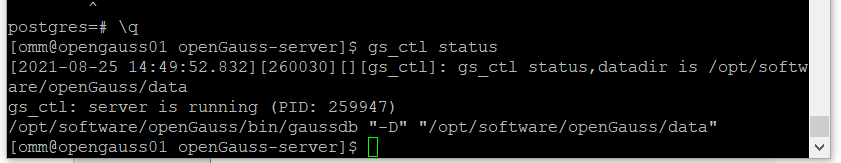 ^
postgres=# \q
[omm@opengauss01 openGauss-server]$ gs_ctl status
[2021-08-25 14:49:52.832][260030][][gs_ctl]: gs_ctl status,datadir is /opt/softw
are/openGauss/data
gs_ctl: server is running (PID: 259947)
/opt/software/openGauss/bin/gaussdb "-D" "/opt/software/openGauss/data"
[omm@opengauss01 openGauss-server]$